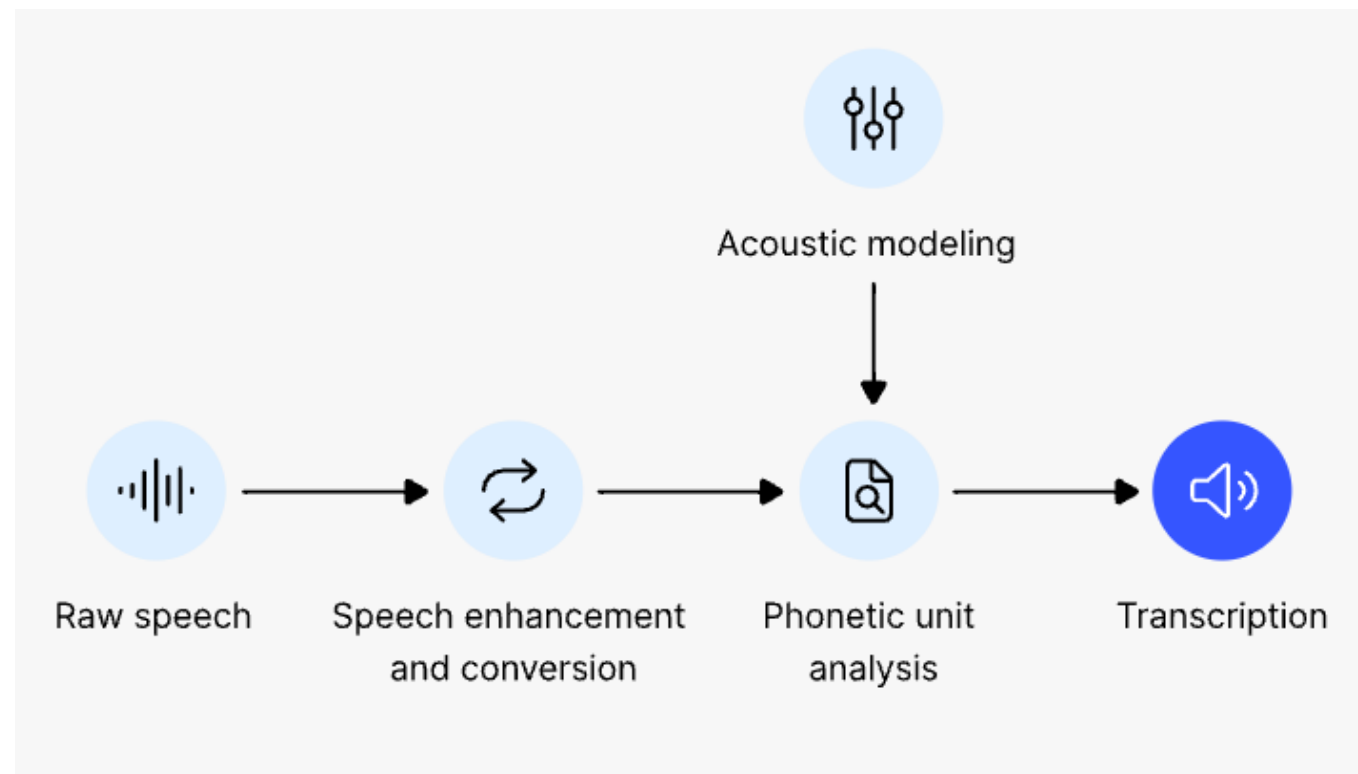 Acoustic modeling
Raw speech
Speech enhancement
and conversion
Phonetic unit
analysis
Transcription